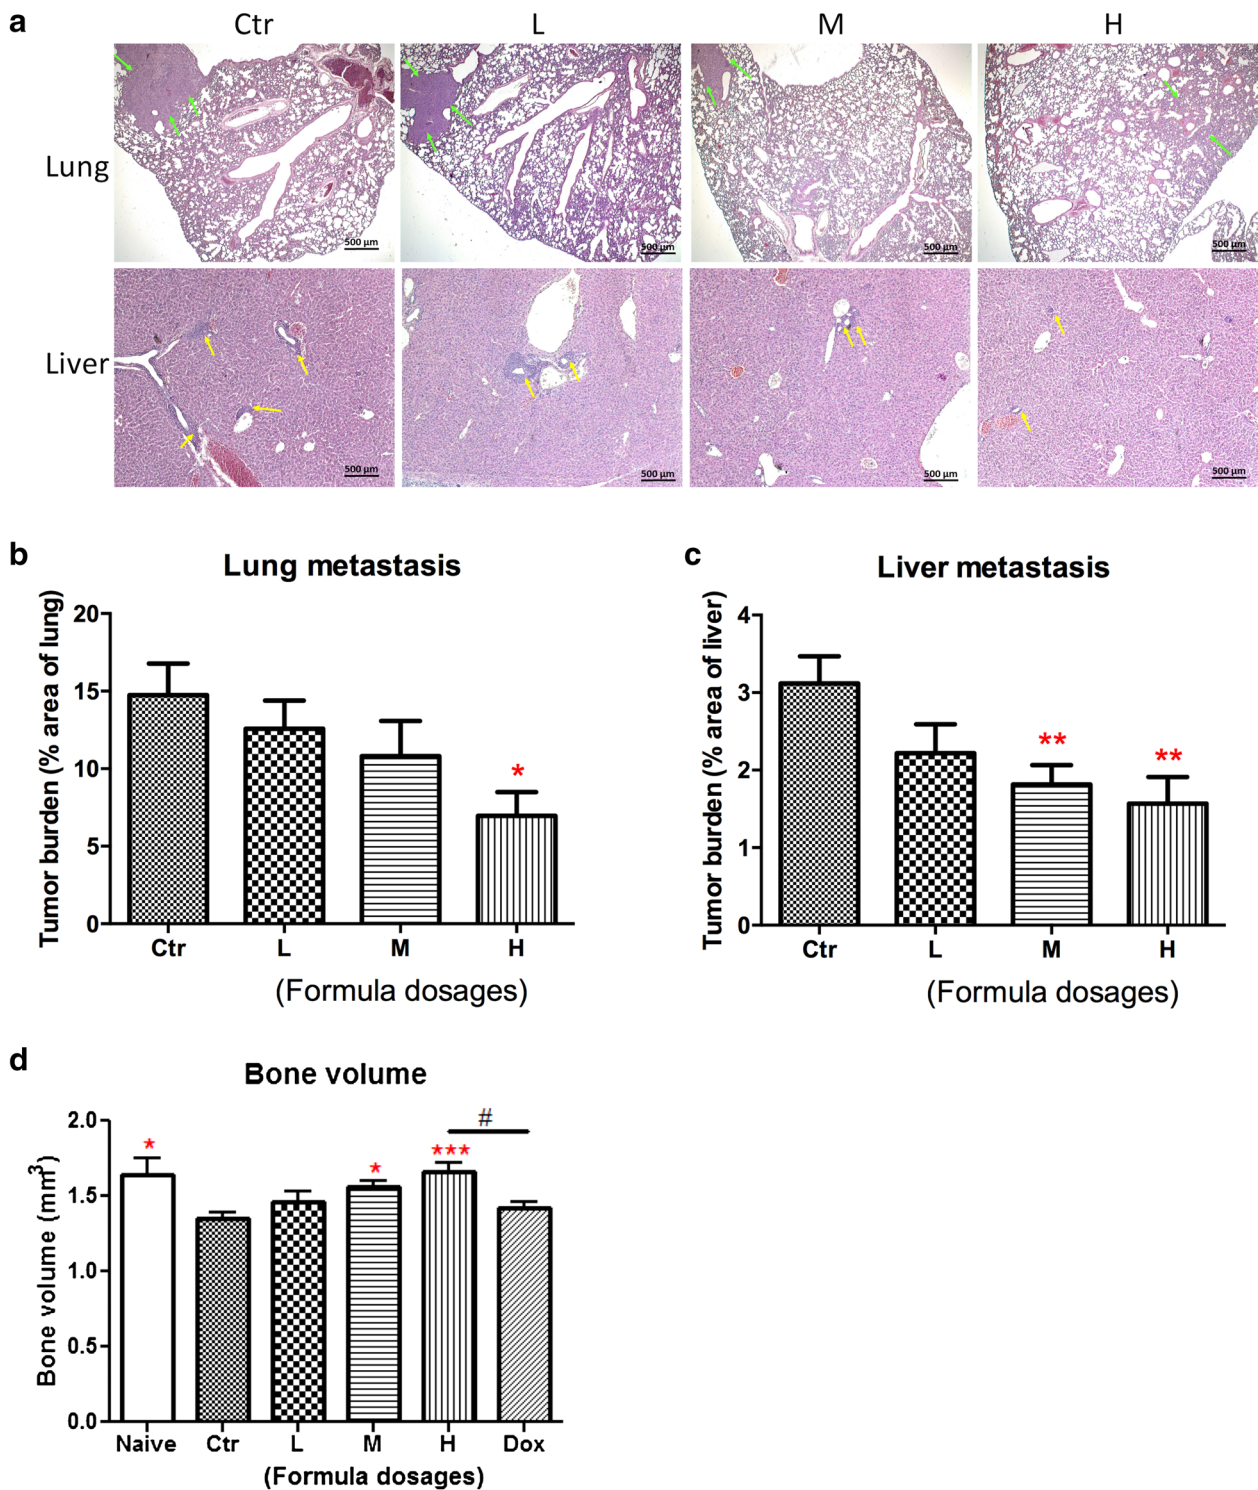 a
Ctr L M H
Lung
500 µm 500 µm 500 µm 500 µm
Liver
500 µm 500 µm 500 µm 500 µm
b
Lung metastasis
Tumor burden (% area of lung)
20
15
10
5
0
*
Ctr L M H
(Formula dosages)
c
Liver metastasis
Tumor burden (% area of liver)
4
3
2
1
0
** **
Ctr L M H
(Formula dosages)
d
Bone volume
Bone volume (mm³)
2.0
1.5
1.0
0.5
0.0
* * *** #
Naive Ctr L M H Dox
(Formula dosages)